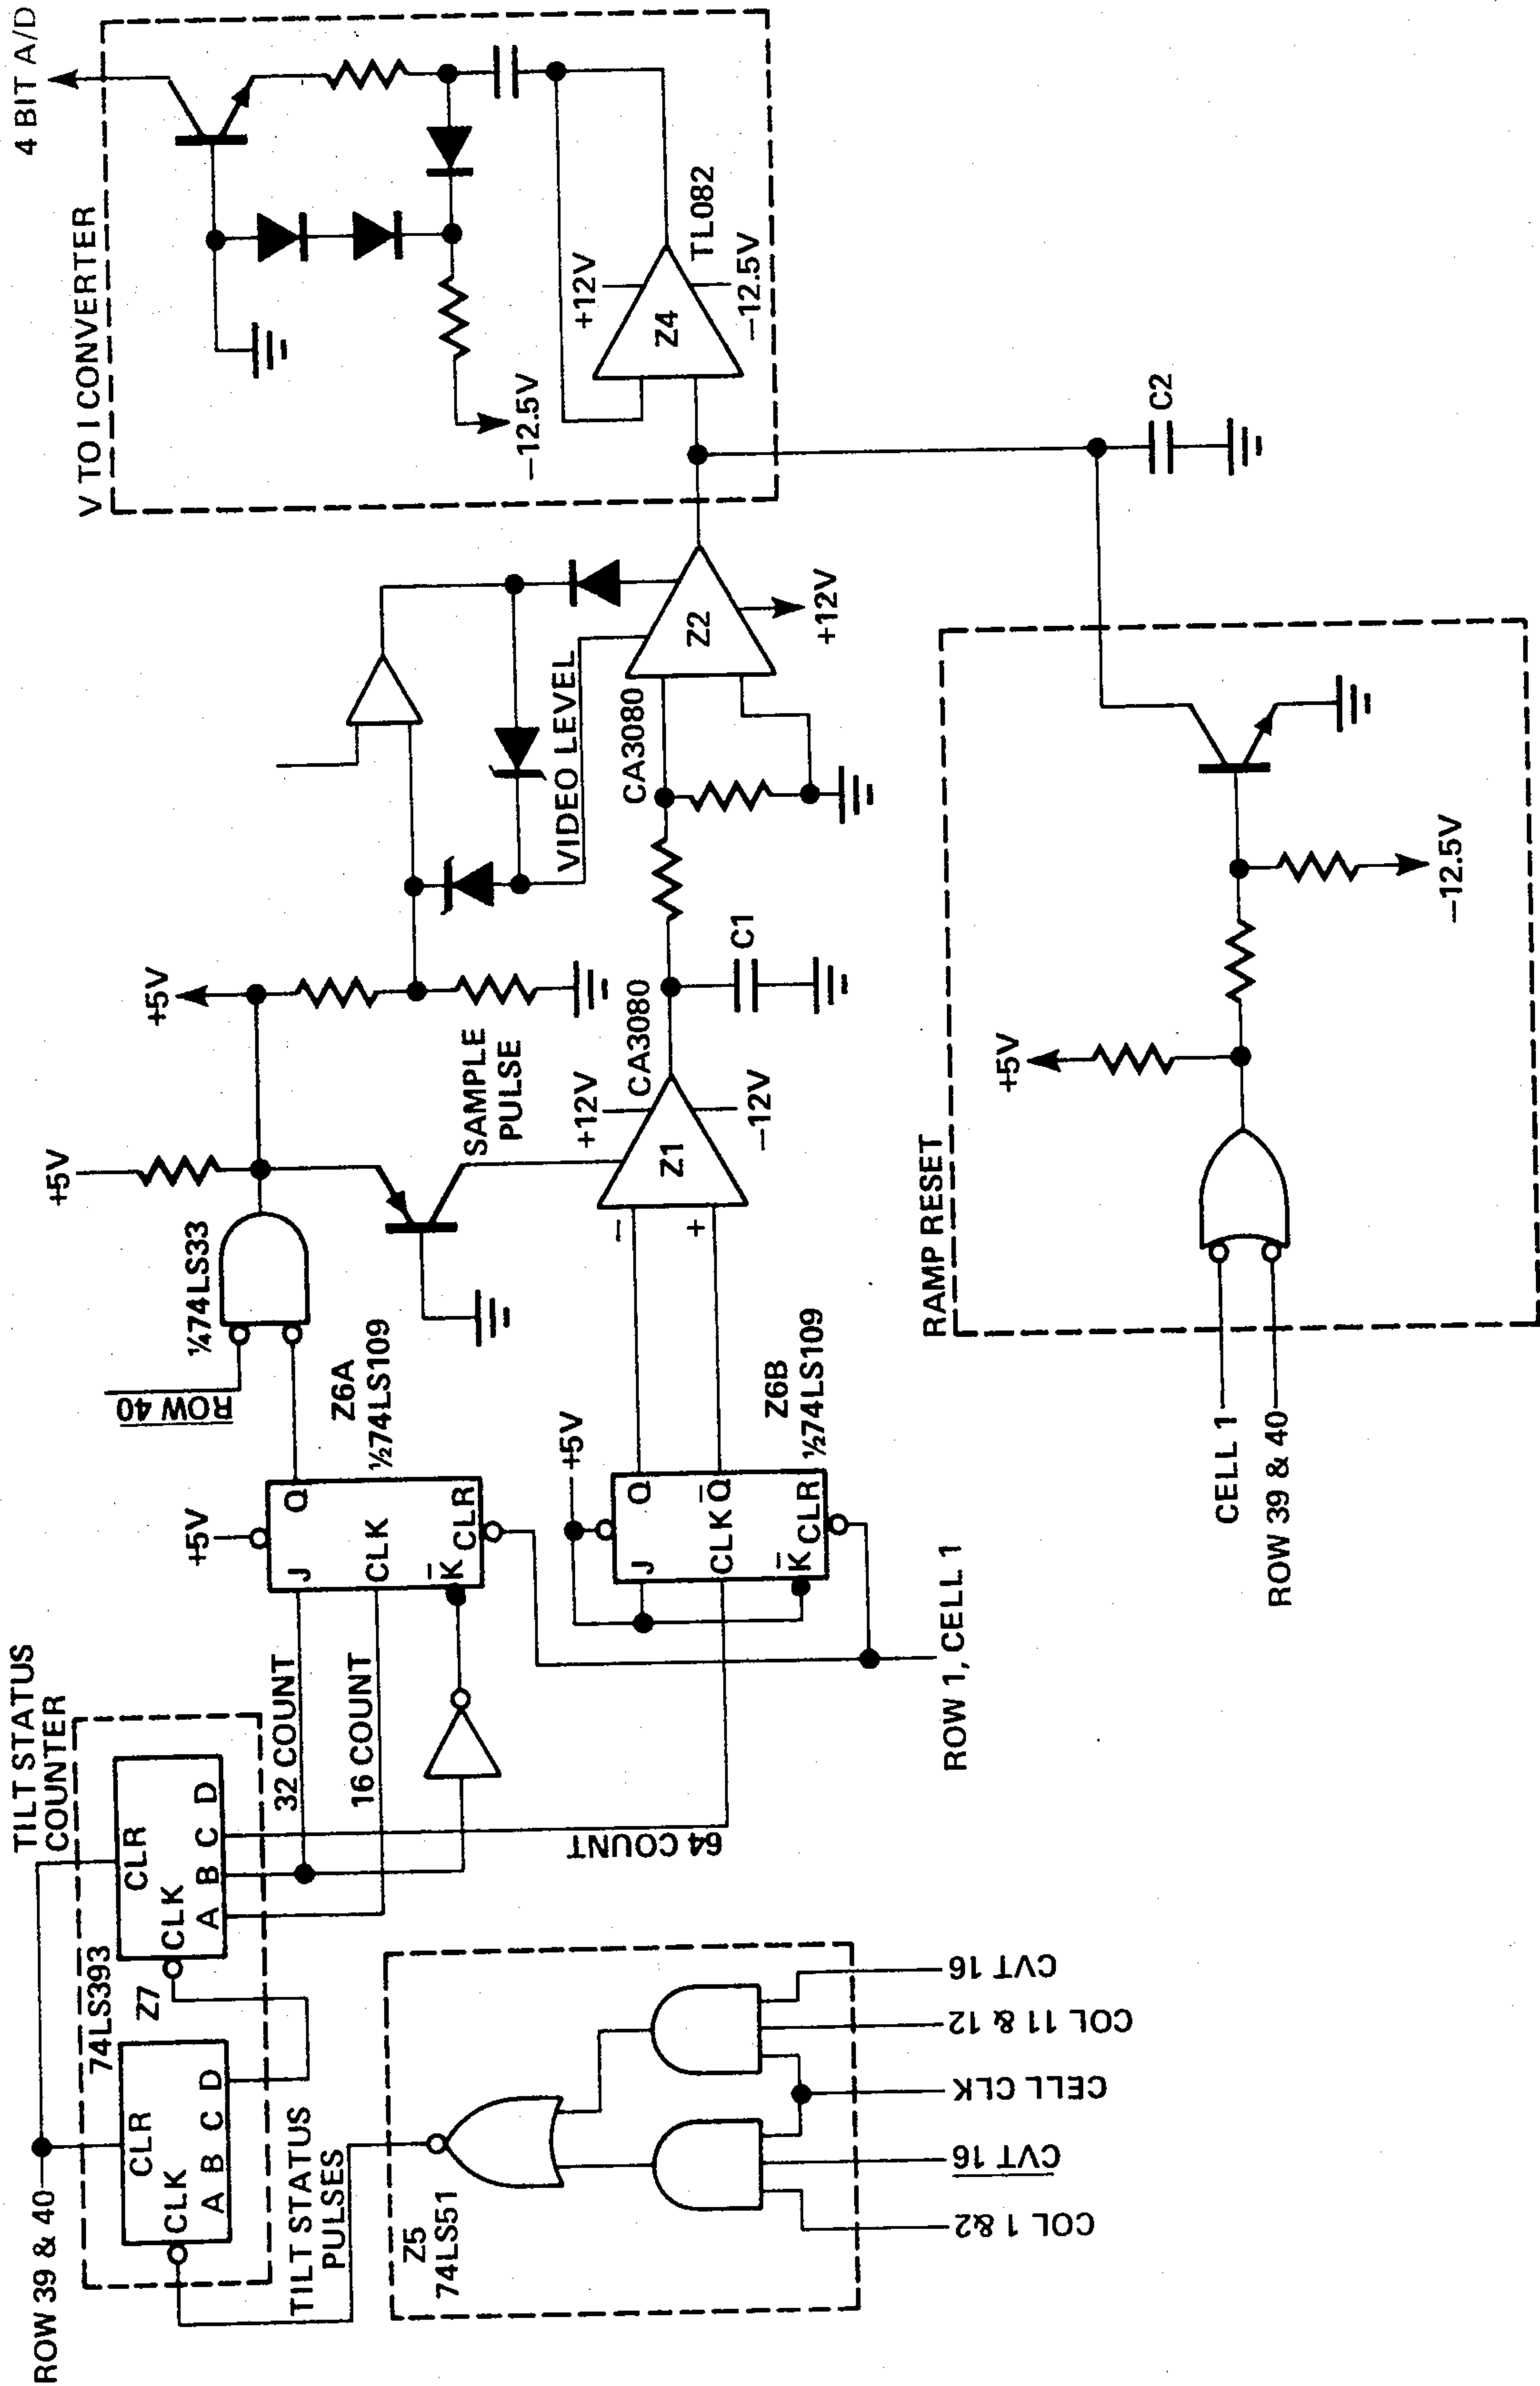 ROW 39 & 40
TILT STATUS
COUNTER
CLR
CLK
A B C D
74LS393
Z7
CLR
CLK
A B C D
TILT STATUS
PULSES
Z5
74LS51
COL 1 &2
CVT 16
CELL CLK
COL 11 & 12
CVT 16
32 COUNT
16 COUNT
64 COUNT
+5V
J
Q
CLK
K
CLR
Z6A
½74LS109
ROW 40
¼74LS33
+5V
+5V
J
Q
CLK
Q
K
CLR
Z6B
½74LS109
ROW 1, CELL 1
SAMPLE
PULSE
+12V
CA3080
−
+
Z1
−12V
C1
+5V
VIDEO LEVEL
CA3080
Z2
+12V
V TO I CONVERTER
4 BIT A/D
−12.5V
+12V
Z4
TL082
−12.5V
C2
RAMP RESET
CELL 1
ROW 39 & 40
+5V
−12.5V